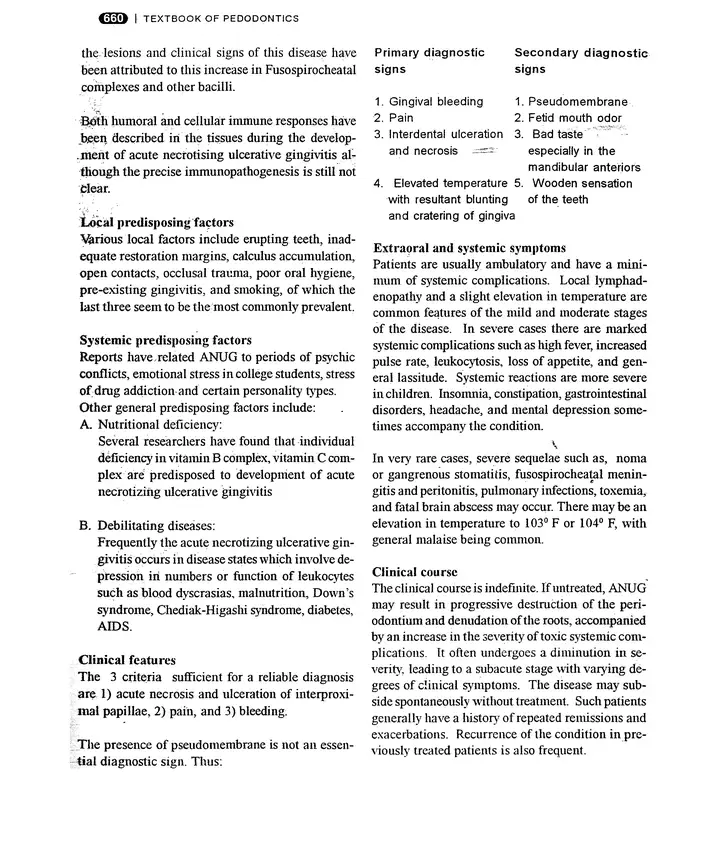 660 | TEXTBOOK OF PEDODONTICS
the lesions and clinical signs of this disease have
been attributed to this increase in Fusospirocheatal
complexes and other bacilli.
Both humoral and cellular immune responses have
been described in the tissues during the develop-
ment of acute necrotising ulcerative gingivitis al-
though the precise immunopathogenesis is still not
clear.
Local predisposing factors
Various local factors include erupting teeth, inad-
equate restoration margins, calculus accumulation,
open contacts, occlusal trauma, poor oral hygiene,
pre-existing gingivitis, and smoking, of which the
last three seem to be the most commonly prevalent.
Systemic predisposing factors
Reports have related ANUG to periods of psychic
conflicts, emotional stress in college students, stress
of drug addiction and certain personality types.
Other general predisposing factors include:
A. Nutritional deficiency:
Several researchers have found that individual
deficiency in vitamin B complex, vitamin C com-
plex are predisposed to development of acute
necrotizing ulcerative gingivitis
B. Debilitating diseases:
Frequently the acute necrotizing ulcerative gin-
givitis occurs in disease states which involve de-
pression in numbers or function of leukocytes
such as blood dyscrasias, malnutrition, Down's
syndrome, Chediak-Higashi syndrome, diabetes,
AIDS.
Clinical features
The 3 criteria sufficient for a reliable diagnosis
are 1) acute necrosis and ulceration of interproxi-
mal papillae, 2) pain, and 3) bleeding.
The presence of pseudomembrane is not an essen-
tial diagnostic sign. Thus:
Primary diagnostic Secondary diagnostic
signs signs
1. Gingival bleeding 1. Pseudomembrane
2. Pain 2. Fetid mouth odor
3. Interdental ulceration 3. Bad taste
and necrosis especially in the
mandibular anteriors
4. Elevated temperature 5. Wooden sensation
with resultant blunting of the teeth
and cratering of gingiva
Extraoral and systemic symptoms
Patients are usually ambulatory and have a mini-
mum of systemic complications. Local lymphad-
enopathy and a slight elevation in temperature are
common features of the mild and moderate stages
of the disease. In severe cases there are marked
systemic complications such as high fever, increased
pulse rate, leukocytosis, loss of appetite, and gen-
eral lassitude. Systemic reactions are more severe
in children. Insomnia, constipation, gastrointestinal
disorders, headache, and mental depression some-
times accompany the condition.
In very rare cases, severe sequelae such as, noma
or gangrenous stomatitis, fusospirocheatal menin-
gitis and peritonitis, pulmonary infections, toxemia,
and fatal brain abscess may occur. There may be an
elevation in temperature to 103⁰ F or 104⁰ F, with
general malaise being common.
Clinical course
The clinical course is indefinite. If untreated, ANUG
may result in progressive destruction of the peri-
odontium and denudation of the roots, accompanied
by an increase in the severity of toxic systemic com-
plications. It often undergoes a diminution in se-
verity, leading to a subacute stage with varying de-
grees of clinical symptoms. The disease may sub-
side spontaneously without treatment. Such patients
generally have a history of repeated remissions and
exacerbations. Recurrence of the condition in pre-
viously treated patients is also frequent.